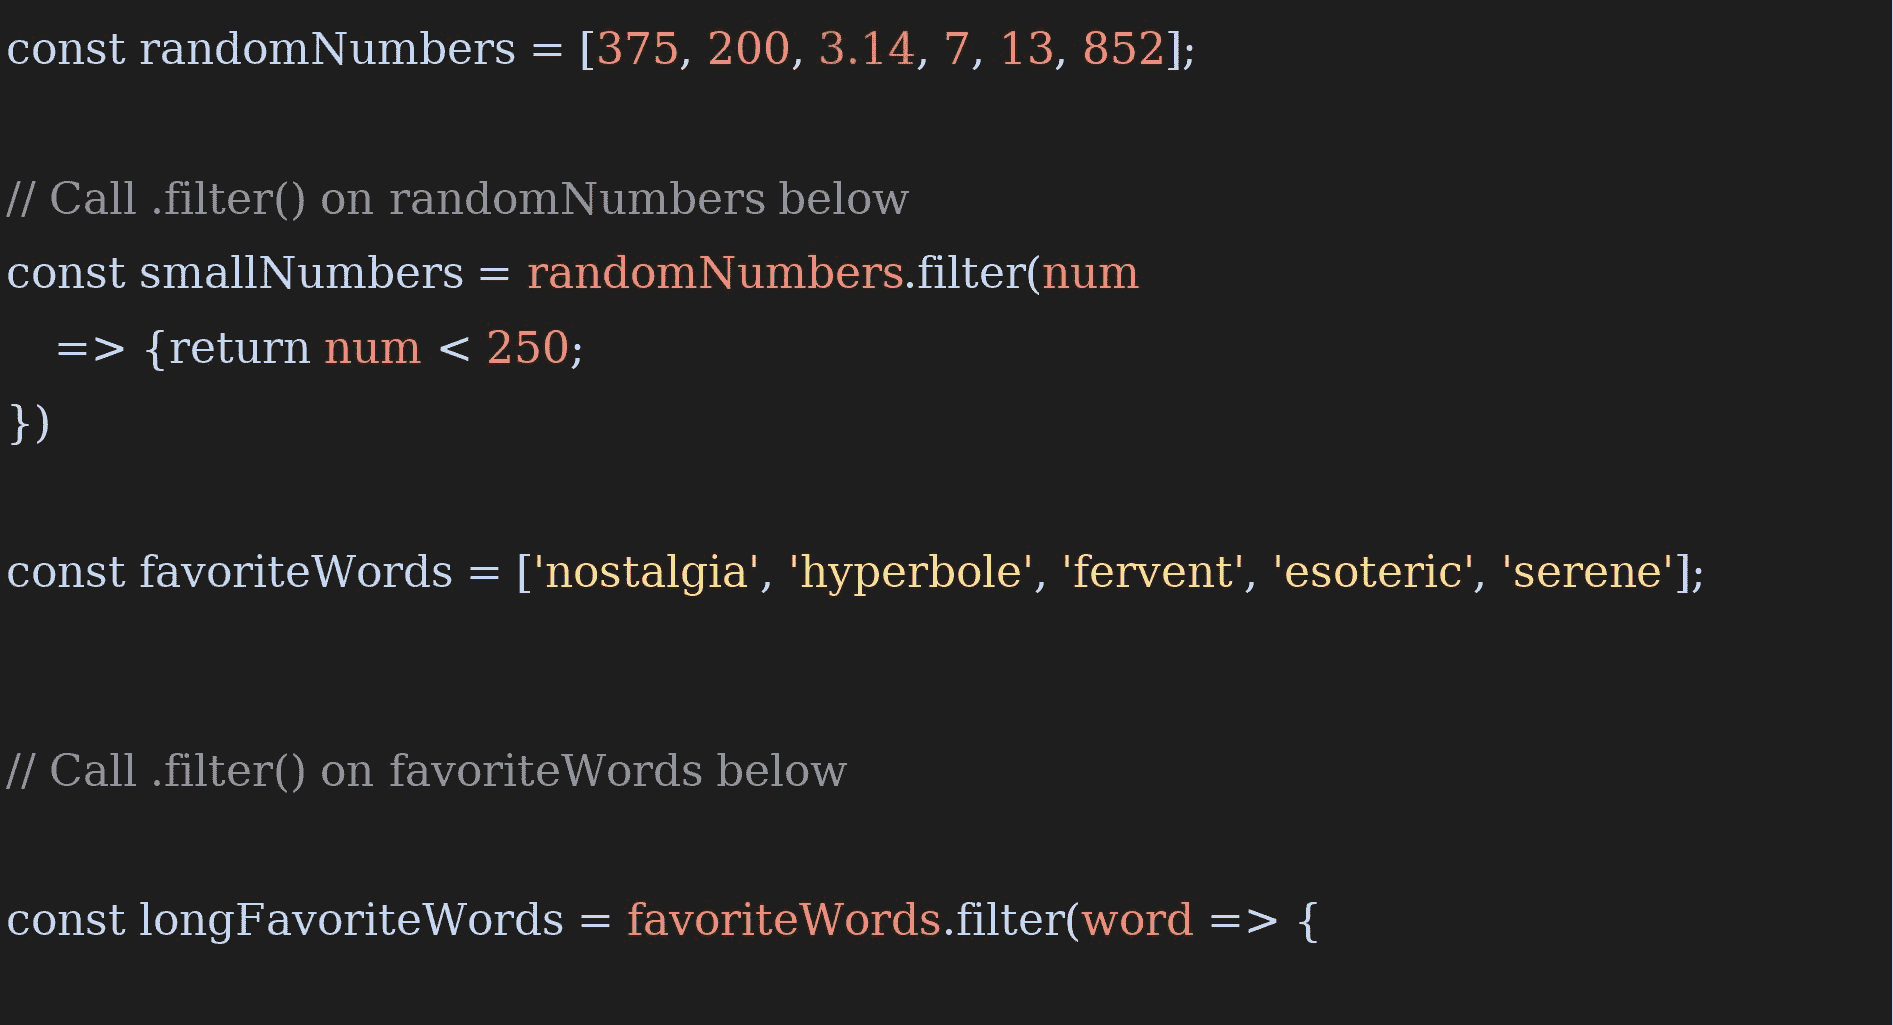 const randomNumbers = [375, 200, 3.14, 7, 13, 852];
// Call .filter() on randomNumbers below
const smallNumbers = randomNumbers.filter(num
=> {return num < 250;
})
const favoriteWords = ['nostalgia', 'hyperbole', 'fervent', 'esoteric', 'serene'];
// Call .filter() on favoriteWords below
const longFavoriteWords = favoriteWords.filter(word => {